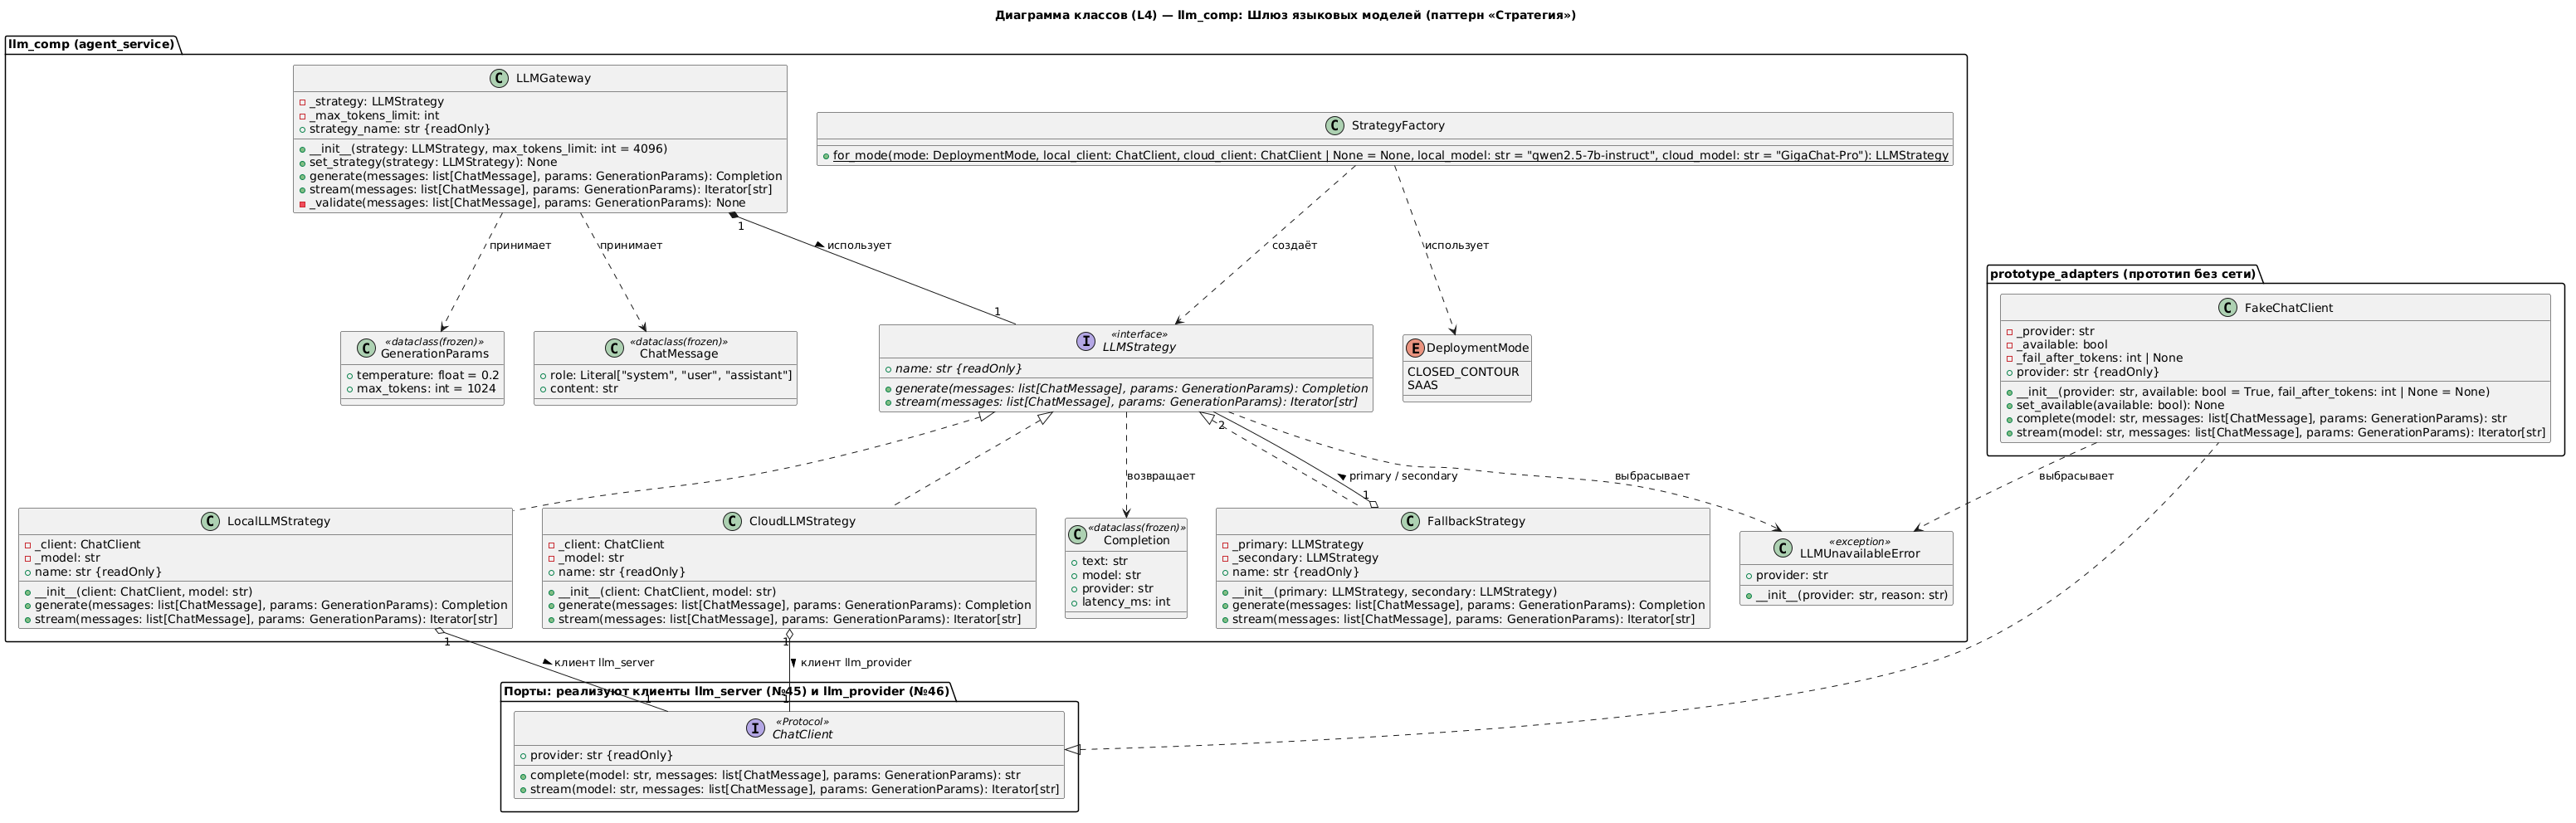 Диаграмма классов (L4) — llm_comp: Шлюз языковых моделей (паттерн «Стратегия»)
llm_comp (agent_service)
LLMGateway
_strategy: LLMStrategy
_max_tokens_limit: int
strategy_name: str {readOnly}
__init__(strategy: LLMStrategy, max_tokens_limit: int = 4096)
set_strategy(strategy: LLMStrategy): None
generate(messages: list[ChatMessage], params: GenerationParams): Completion
stream(messages: list[ChatMessage], params: GenerationParams): Iterator[str]
_validate(messages: list[ChatMessage], params: GenerationParams): None
StrategyFactory
for_mode(mode: DeploymentMode, local_client: ChatClient, cloud_client: ChatClient | None = None, local_model: str = "qwen2.5-7b-instruct", cloud_model: str = "GigaChat-Pro"): LLMStrategy
1
принимает
принимает
использует
создаёт
использует
1
prototype_adapters (прототип без сети)
FakeChatClient
_provider: str
_available: bool
_fail_after_tokens: int | None
provider: str {readOnly}
__init__(provider: str, available: bool = True, fail_after_tokens: int | None = None)
set_available(available: bool): None
complete(model: str, messages: list[ChatMessage], params: GenerationParams): str
stream(model: str, messages: list[ChatMessage], params: GenerationParams): Iterator[str]
«dataclass(frozen)»
GenerationParams
temperature: float = 0.2
max_tokens: int = 1024
«dataclass(frozen)»
ChatMessage
role: Literal["system", "user", "assistant"]
content: str
«interface»
LLMStrategy
name: str {readOnly}
generate(messages: list[ChatMessage], params: GenerationParams): Completion
stream(messages: list[ChatMessage], params: GenerationParams): Iterator[str]
DeploymentMode
CLOSED_CONTOUR
SAAS
2
возвращает
primary / secondary
выбрасывает
выбрасывает
1
LocalLLMStrategy
_client: ChatClient
_model: str
name: str {readOnly}
__init__(client: ChatClient, model: str)
generate(messages: list[ChatMessage], params: GenerationParams): Completion
stream(messages: list[ChatMessage], params: GenerationParams): Iterator[str]
CloudLLMStrategy
_client: ChatClient
_model: str
name: str {readOnly}
__init__(client: ChatClient, model: str)
generate(messages: list[ChatMessage], params: GenerationParams): Completion
stream(messages: list[ChatMessage], params: GenerationParams): Iterator[str]
«dataclass(frozen)»
Completion
text: str
model: str
provider: str
latency_ms: int
FallbackStrategy
_primary: LLMStrategy
_secondary: LLMStrategy
name: str {readOnly}
__init__(primary: LLMStrategy, secondary: LLMStrategy)
generate(messages: list[ChatMessage], params: GenerationParams): Completion
stream(messages: list[ChatMessage], params: GenerationParams): Iterator[str]
«exception»
LLMUnavailableError
provider: str
__init__(provider: str, reason: str)
1
1
клиент llm_server
клиент llm_provider
Порты: реализуют клиенты llm_server (№45) и llm_provider (№46)
1
1
«Protocol»
ChatClient
provider: str {readOnly}
complete(model: str, messages: list[ChatMessage], params: GenerationParams): str
stream(model: str, messages: list[ChatMessage], params: GenerationParams): Iterator[str]